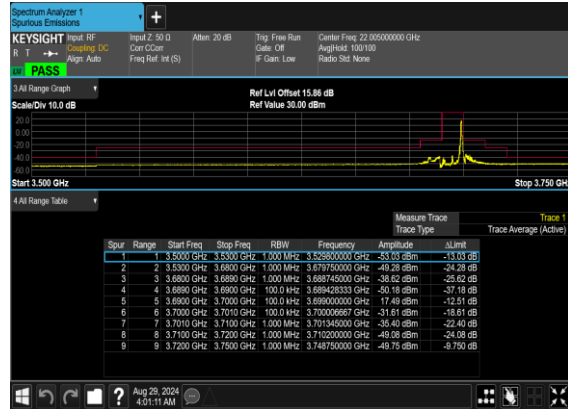 Spectrum Analyzer 1
Spurious Emissions
+
KEYSIGHT Input: RF Input Z: 50 Ω Atten: 20 dB Trig: Free Run Center Freq: 22.005000000 GHz
R T Coupling: DC Corr CCorr Gate: Off Avg|Hold: 100/100
Align: Auto Freq Ref: Int (S) IF Gain: Low Radio Std: None
PASS
3 All Range Graph
Ref Lvl Offset 15.86 dB
Scale/Div 10.0 dB Ref Value 30.00 dBm
20.0
0.00
-20.0
-40.0
-60.0
Start 3.500 GHz Stop 3.750 GHz
4 All Range Table
Measure Trace Trace 1
Trace Type Trace Average (Active)
Spur Range Start Freq Stop Freq RBW Frequency Amplitude ΔLimit
1 1 3.5000 GHz 3.5300 GHz 1.000 MHz 3.529800000 GHz -53.03 dBm -13.03 dB
2 2 3.5300 GHz 3.6800 GHz 1.000 MHz 3.679750000 GHz -49.28 dBm -24.28 dB
3 3 3.6800 GHz 3.6890 GHz 1.000 MHz 3.688745000 GHz -38.62 dBm -25.62 dB
4 4 3.6890 GHz 3.6900 GHz 100.0 kHz 3.689428333 GHz -50.18 dBm -37.18 dB
5 5 3.6900 GHz 3.7000 GHz 100.0 kHz 3.699000000 GHz 17.49 dBm -12.51 dB
6 6 3.7000 GHz 3.7010 GHz 100.0 kHz 3.700006667 GHz -31.61 dBm -18.61 dB
7 7 3.7010 GHz 3.7100 GHz 1.000 MHz 3.701345000 GHz -35.40 dBm -22.40 dB
8 8 3.7100 GHz 3.7200 GHz 1.000 MHz 3.710200000 GHz -49.08 dBm -24.08 dB
9 9 3.7200 GHz 3.7500 GHz 1.000 MHz 3.748750000 GHz -49.75 dBm -9.750 dB
? Aug 29, 2024
4:01:11 AM